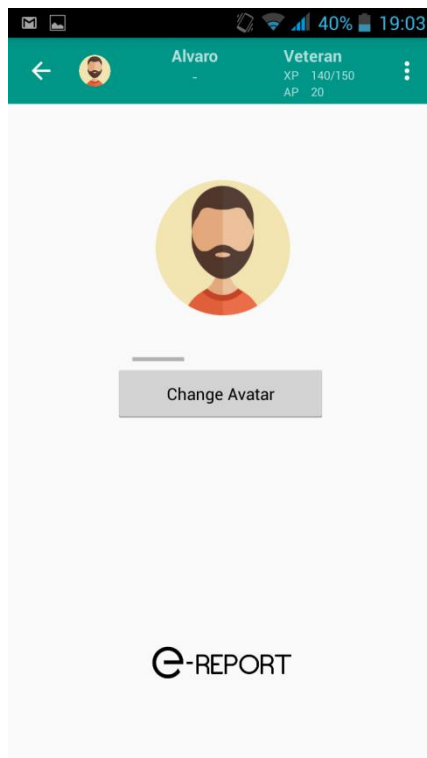 40% 19:03
Alvaro
-
Veteran
XP 140/150
AP 20
Change Avatar
e-REPORT